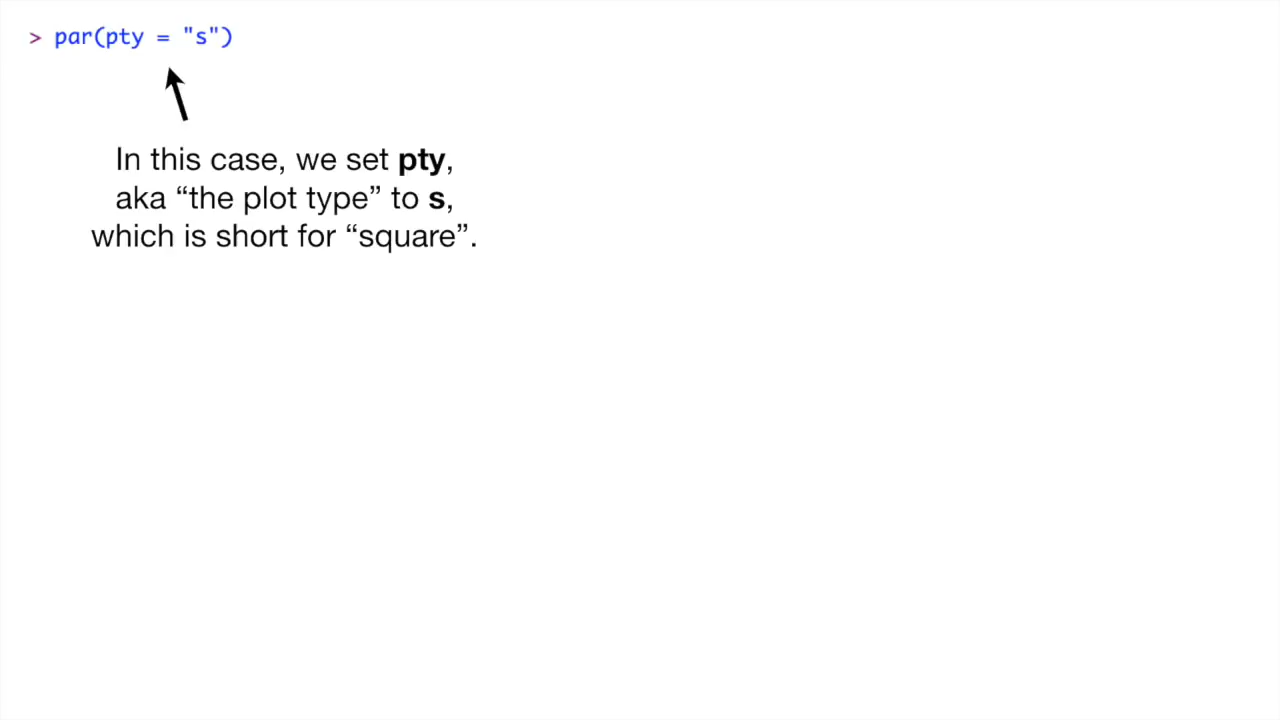 > par(pty = "s")
In this case, we set pty,
aka “the plot type” to s,
which is short for “square”.